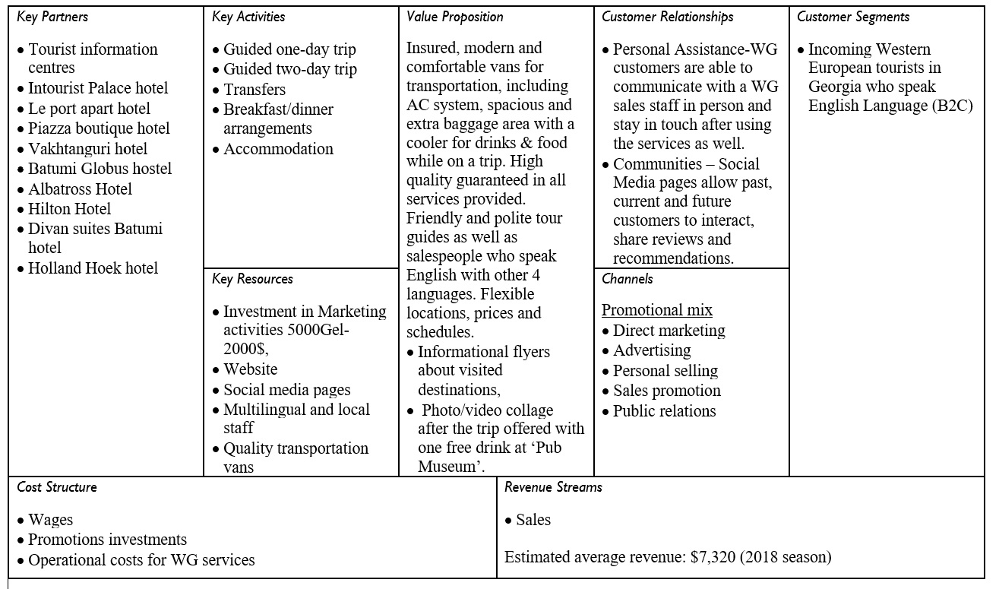 Key Partners
• Tourist information
centres
• Intourist Palace hotel
• Le port apart hotel
• Piazza boutique hotel
• Vakhtanguri hotel
• Batumi Globus hostel
• Albatross Hotel
• Hilton Hotel
• Divan suites Batumi
hotel
• Holland Hoek hotel
Key Activities
• Guided one-day trip
• Guided two-day trip
• Transfers
• Breakfast/dinner
arrangements
• Accommodation
Key Resources
• Investment in Marketing
activities 5000Gel-
2000$,
• Website
• Social media pages
• Multilingual and local
staff
• Quality transportation
vans
Value Proposition
Insured, modern and
comfortable vans for
transportation, including
AC system, spacious and
extra baggage area with a
cooler for drinks & food
while on a trip. High
quality guaranteed in all
services provided.
Friendly and polite tour
guides as well as
salespeople who speak
English with other 4
languages. Flexible
locations, prices and
schedules.
• Informational flyers
about visited
destinations,
• Photo/video collage
after the trip offered with
one free drink at ‘Pub
Museum’.
Customer Relationships
• Personal Assistance-WG
customers are able to
communicate with a WG
sales staff in person and
stay in touch after using
the services as well.
• Communities – Social
Media pages allow past,
current and future
customers to interact,
share reviews and
recommendations.
Channels
Promotional mix
• Direct marketing
• Advertising
• Personal selling
• Sales promotion
• Public relations
Customer Segments
• Incoming Western
European tourists in
Georgia who speak
English Language (B2C)
Cost Structure
• Wages
• Promotions investments
• Operational costs for WG services
Revenue Streams
• Sales
Estimated average revenue: $7,320 (2018 season)